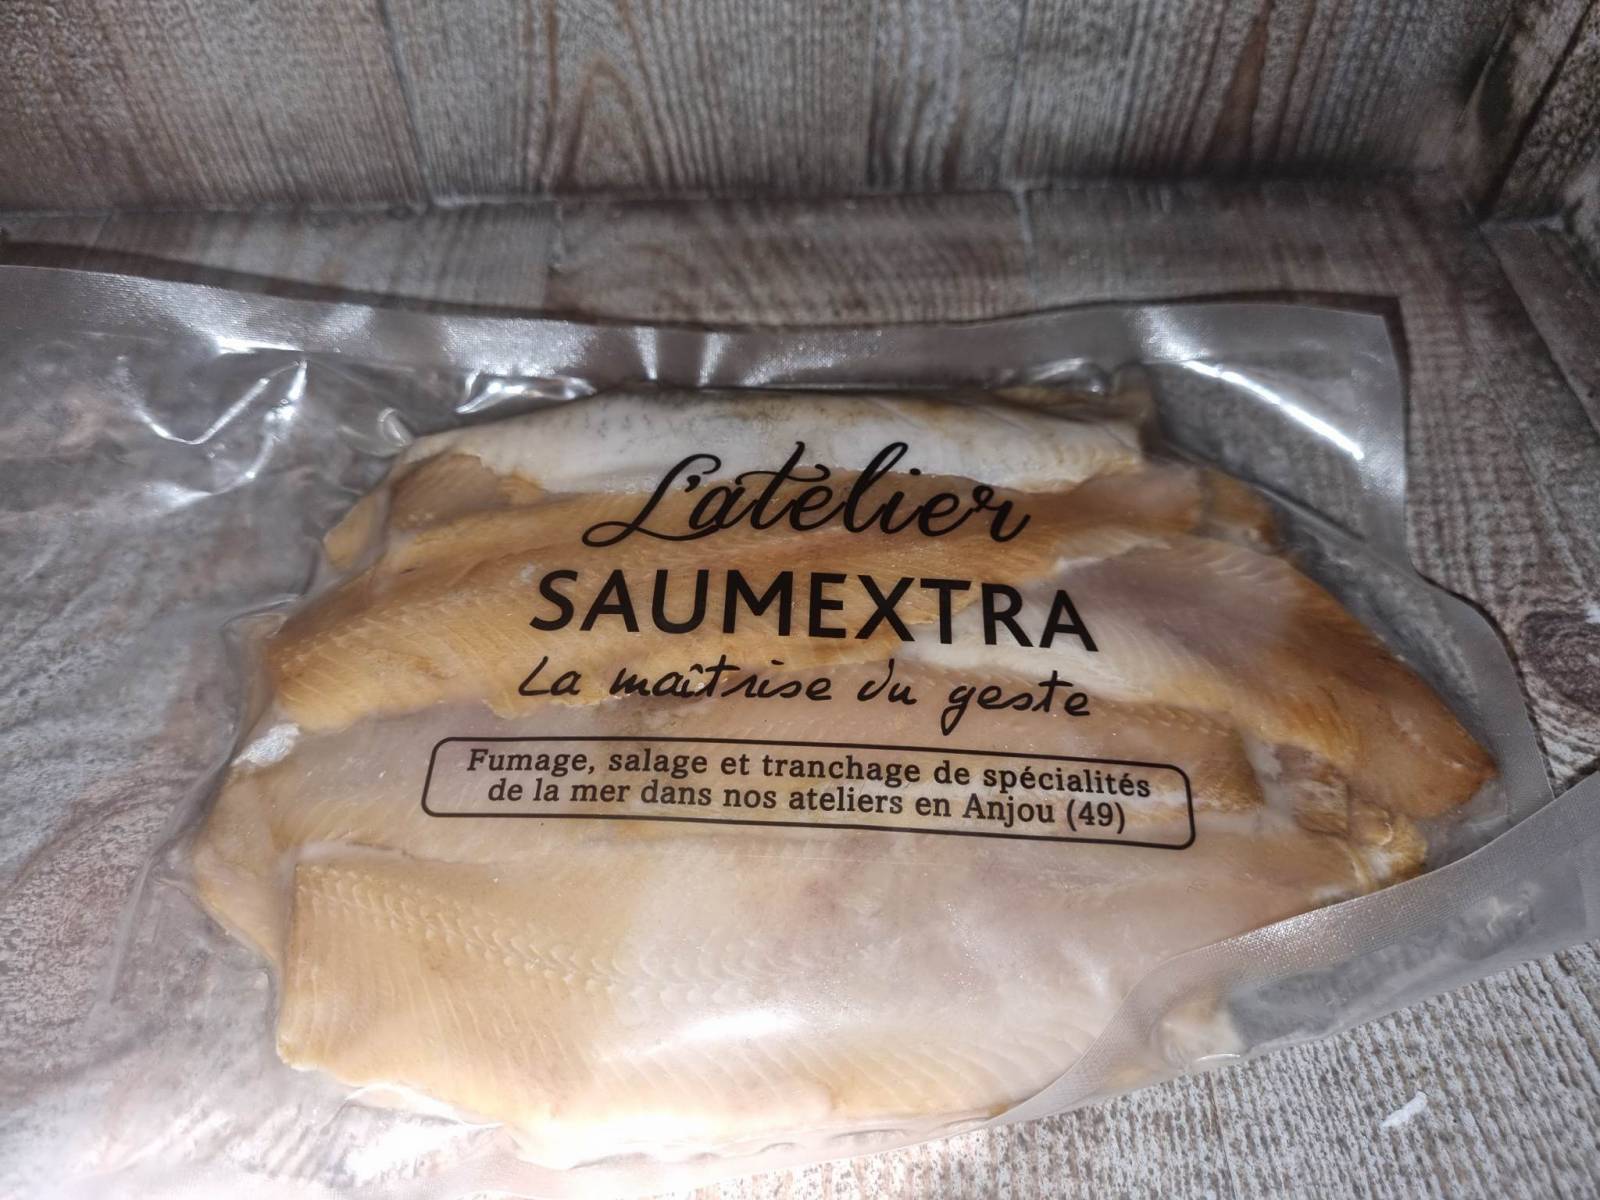 L'atelier
SAUMEXTRA
La maîtrise du geste
Fumage, salage et tranchage de spécialités
de la mer dans nos ateliers en Anjou (49)